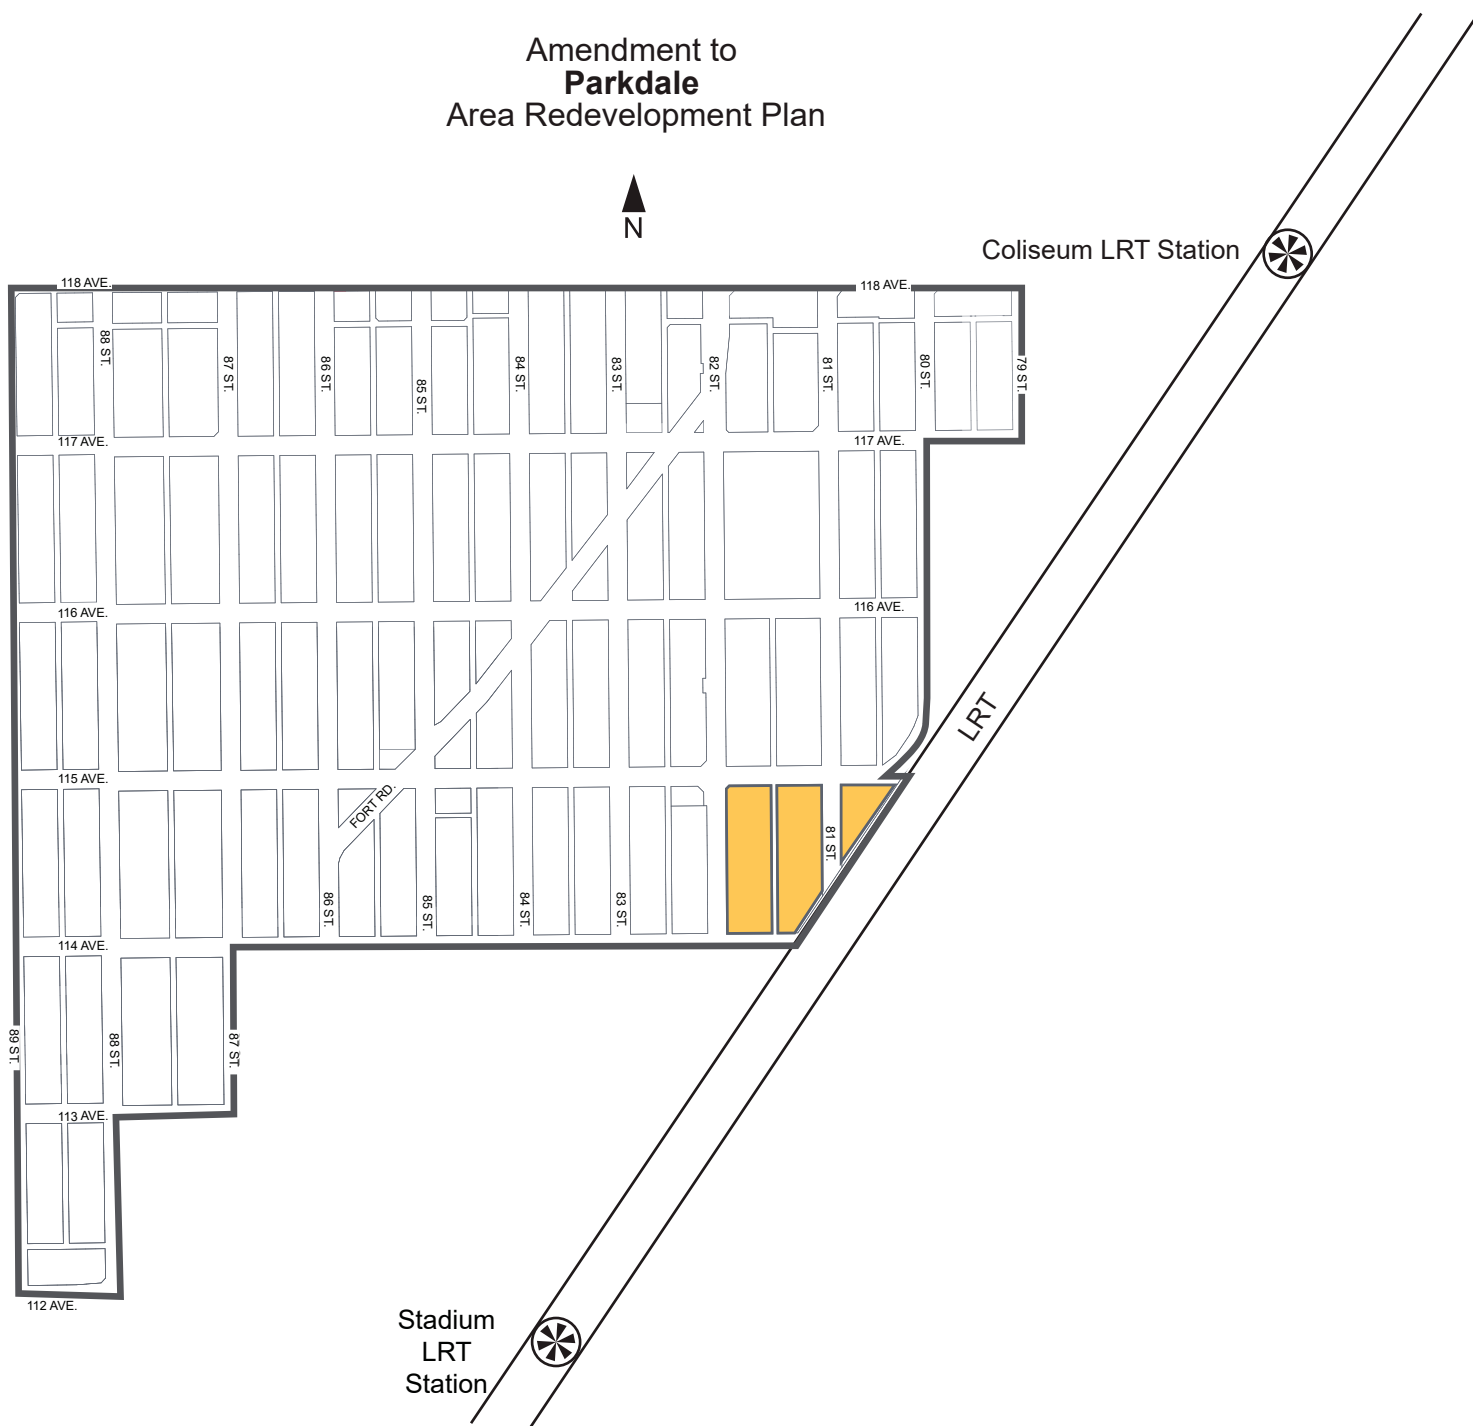 Amendment to
Parkdale
Area Redevelopment Plan
N
Coliseum LRT Station
118 AVE.
118 AVE.
88 ST.
87 ST.
86 ST.
85 ST.
84 ST.
83 ST.
82 ST.
81 ST.
80 ST.
79 ST.
117 AVE.
117 AVE.
116 AVE.
116 AVE.
LRT
115 AVE.
FORT RD.
81 ST.
86 ST.
85 ST.
84 ST.
83 ST.
114 AVE.
89 ST.
88 ST.
87 ST.
113 AVE.
112 AVE.
Stadium
LRT
Station